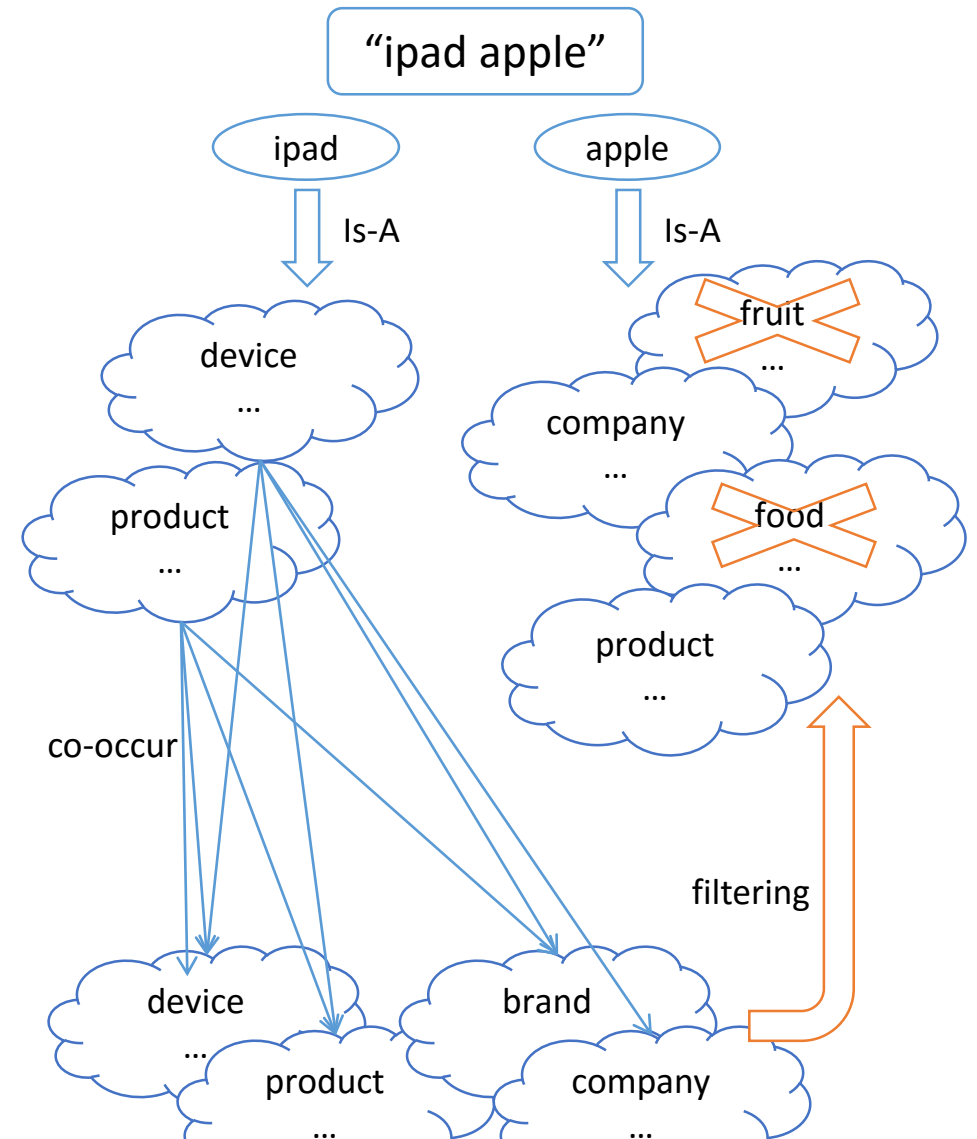 “ipad apple”
ipad
apple
Is-A
Is-A
fruit
...
device
...
company
...
product
...
food
...
product
...
co-occur
filtering
device
...
brand
product
...
company
...